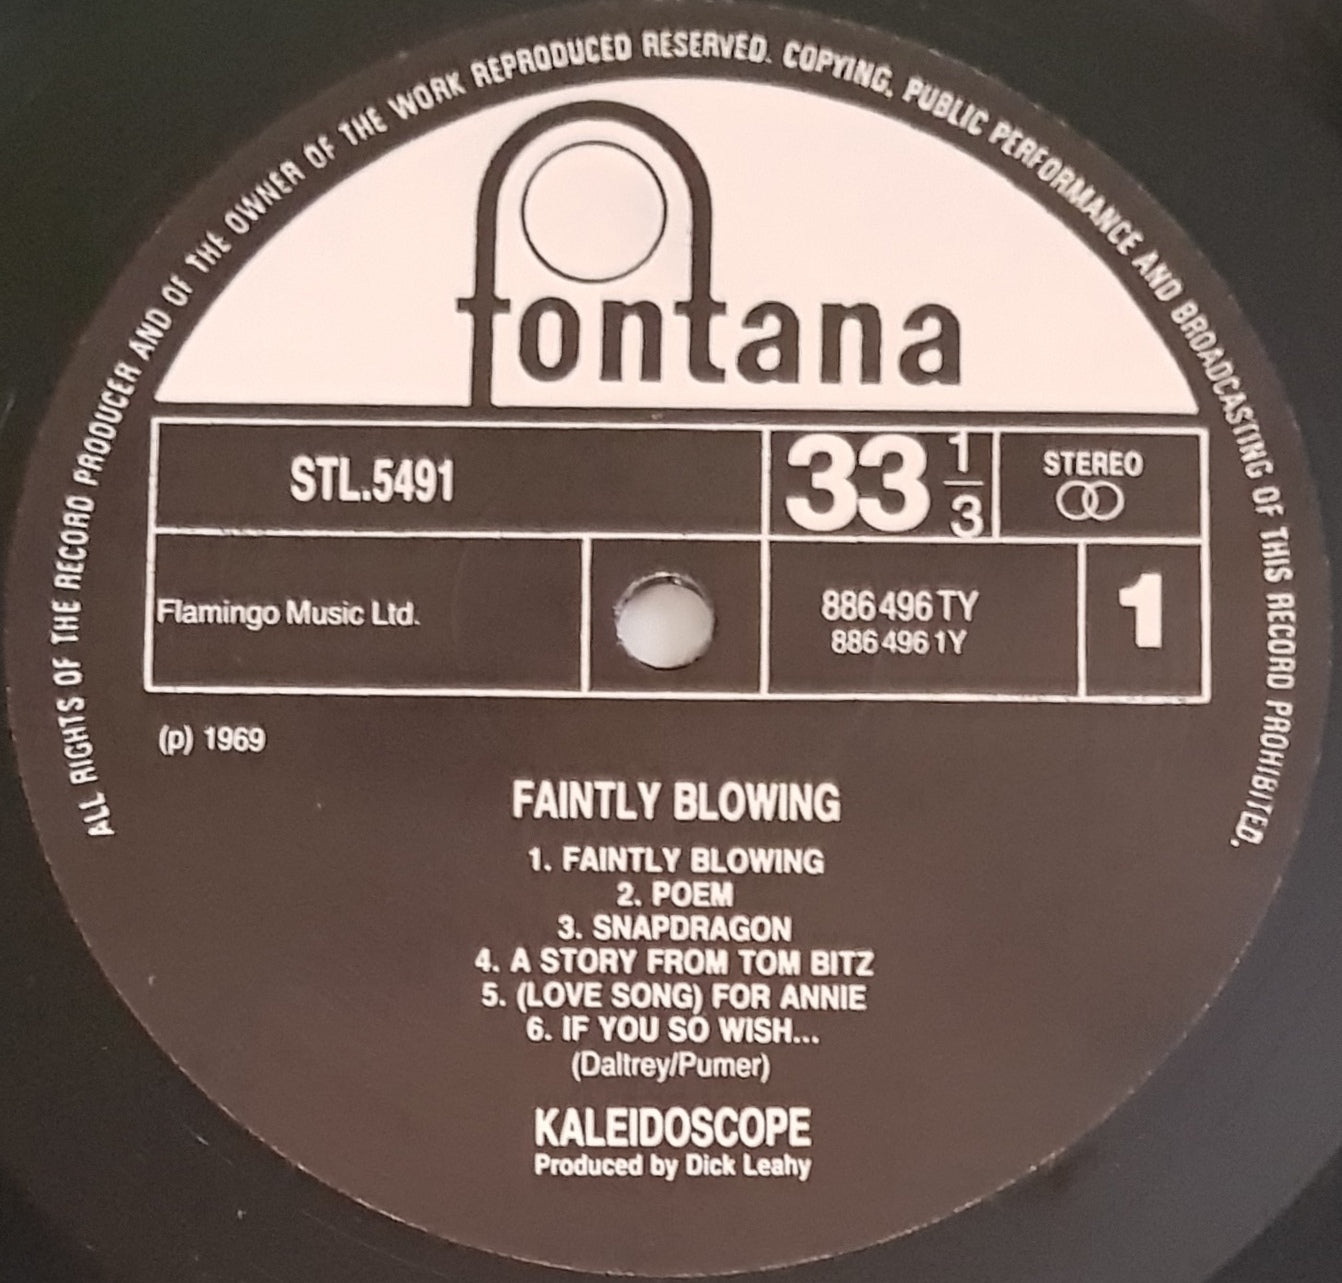 ALL RIGHTS OF THE RECORD PRODUCER AND OF THE OWNER OF THE WORK REPRODUCED RESERVED. COPYING, PUBLIC PERFORMANCE AND BROADCASTING OF THIS RECORD PROHIBITED.
fontana
STL.5491
33 1/3
STEREO
Flamingo Music Ltd.
886 496 TY
886 496 1Y
1
(p) 1969
FAINTLY BLOWING
1. FAINTLY BLOWING
2. POEM
3. SNAPDRAGON
4. A STORY FROM TOM BITZ
5. (LOVE SONG) FOR ANNIE
6. IF YOU SO WISH...
(Daltrey/Pumer)
KALEIDOSCOPE
Produced by Dick Leahy